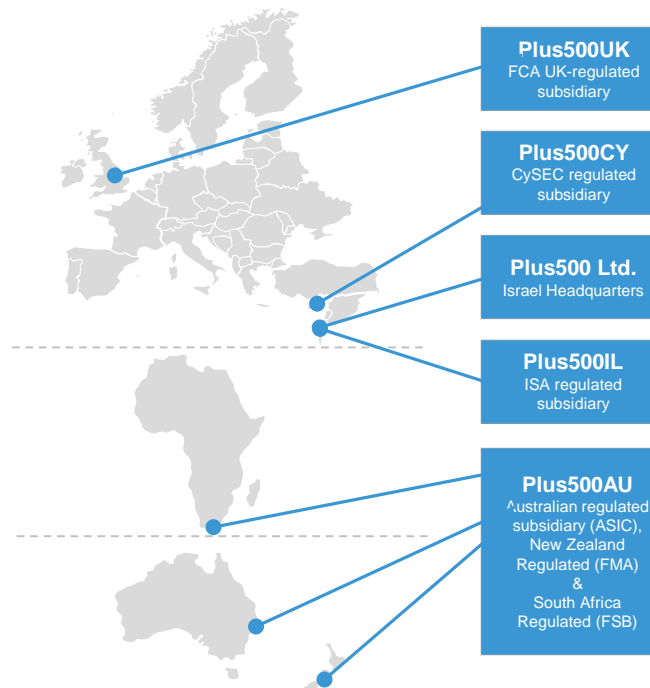 Plus500UK
FCA UK-regulated
subsidiary
Plus500CY
CySEC regulated
subsidiary
Plus500 Ltd.
Israel Headquarters
Plus500IL
ISA regulated
subsidiary
Plus500AU
Australian regulated
subsidiary (ASIC),
New Zealand
Regulated (FMA)
&
South Africa
Regulated (FSB)